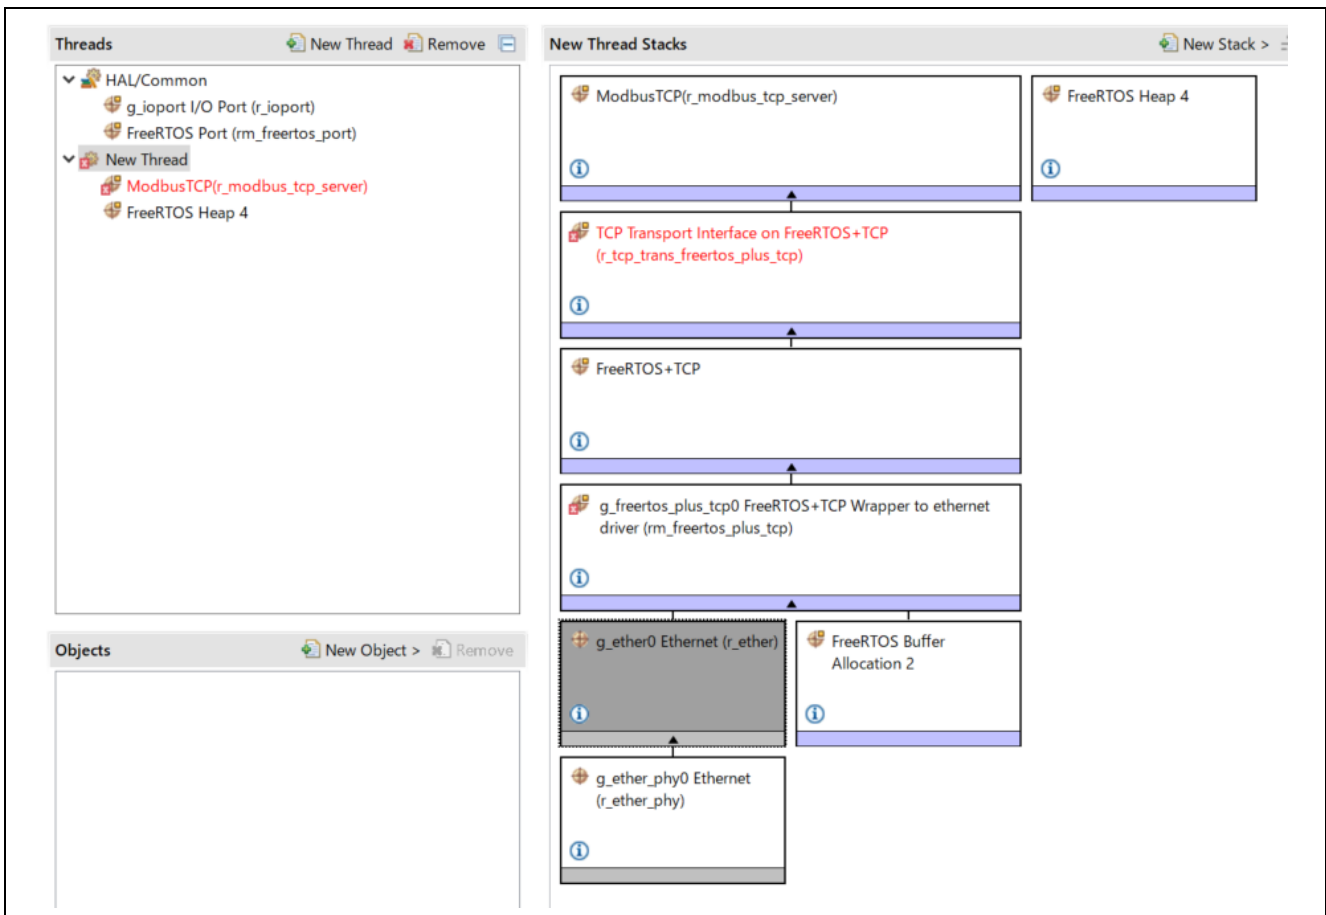 Threads
New Thread
Remove
HAL/Common
g_ioport I/O Port (r_ioport)
FreeRTOS Port (rm_freertos_port)
New Thread
ModbusTCP(r_modbus_tcp_server)
FreeRTOS Heap 4
Objects
New Object >
Remove
New Thread Stacks
New Stack >
ModbusTCP(r_modbus_tcp_server)
FreeRTOS Heap 4
TCP Transport Interface on FreeRTOS+TCP
(r_tcp_trans_freertos_plus_tcp)
FreeRTOS+TCP
g_freertos_plus_tcp0 FreeRTOS+TCP Wrapper to ethernet
driver (rm_freertos_plus_tcp)
g_ether0 Ethernet (r_ether)
FreeRTOS Buffer
Allocation 2
g_ether_phy0 Ethernet
(r_ether_phy)